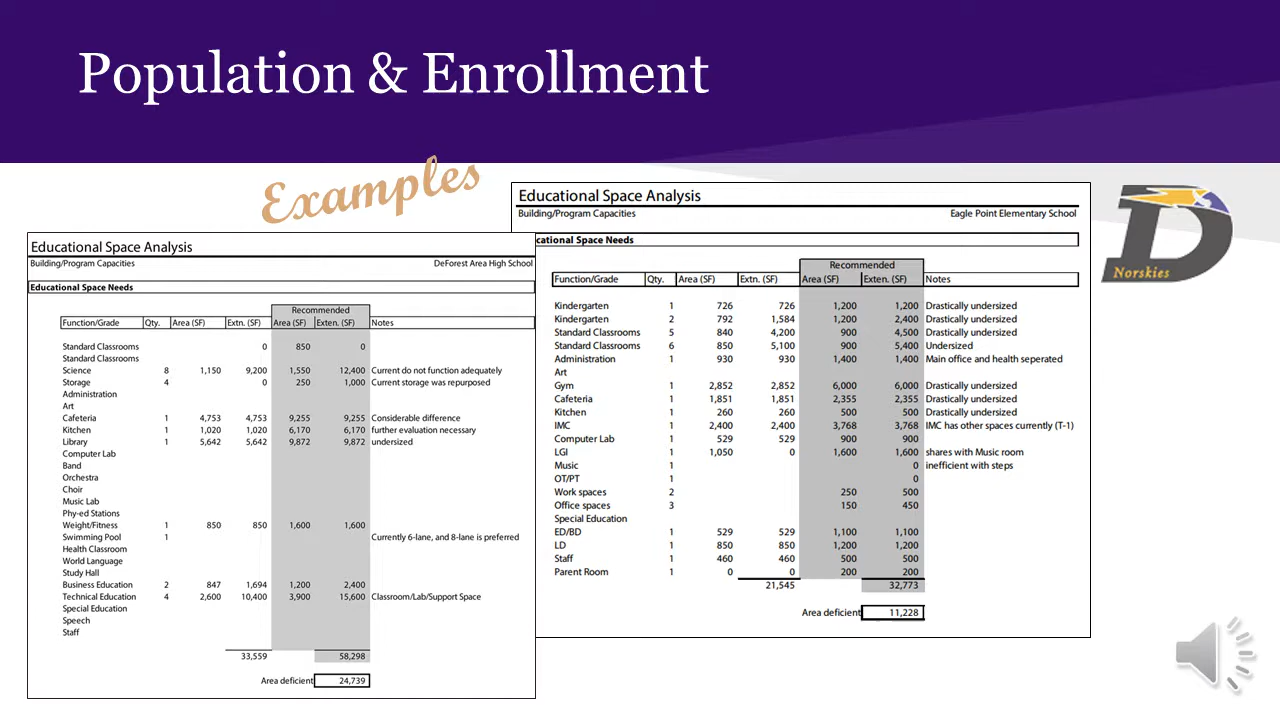 Population & Enrollment
Examples
Educational Space Analysis
Building/Program Capacities DeForest Area High School
Educational Space Needs
Recommended
Function/Grade Qty. Area (SF) Extn. (SF) Area (SF) Exten. (SF) Notes
Standard Classrooms 0 850 0
Standard Classrooms
Science 8 1,150 9,200 1,550 12,400 Current do not function adequately
Storage 4 0 250 1,000 Current storage was repurposed
Administration
Art
Cafeteria 1 4,753 4,753 9,255 9,255 Considerable difference
Kitchen 1 1,020 1,020 6,170 6,170 further evaluation necessary
Library 1 5,642 5,642 9,872 9,872 undersized
Computer Lab
Band
Orchestra
Choir
Music Lab
Phy-ed Stations
Weight/Fitness 1 850 850 1,600 1,600
Swimming Pool 1 Currently 6-lane, and 8-lane is preferred
Health Classroom
World Language
Study Hall
Business Education 2 847 1,694 1,200 2,400
Technical Education 4 2,600 10,400 3,900 15,600 Classroom/Lab/Support Space
Special Education
Speech
Staff
33,559 58,298
Area deficient 24,739
Educational Space Analysis
Building/Program Capacities Eagle Point Elementary School
cational Space Needs
Recommended
Function/Grade Qty. Area (SF) Extn. (SF) Area (SF) Exten. (SF) Notes
Kindergarten 1 726 726 1,200 1,200 Drastically undersized
Kindergarten 2 792 1,584 1,200 2,400 Drastically undersized
Standard Classrooms 5 840 4,200 900 4,500 Drastically undersized
Standard Classrooms 6 850 5,100 900 5,400 Undersized
Administration 1 930 930 1,400 1,400 Main office and health seperated
Art
Gym 1 2,852 2,852 6,000 6,000 Drastically undersized
Cafeteria 1 1,851 1,851 2,355 2,355 Drastically undersized
Kitchen 1 260 260 500 500 Drastically undersized
IMC 1 2,400 2,400 3,768 3,768 IMC has other spaces currently (T-1)
Computer Lab 1 529 529 900 900
LGI 1 1,050 0 1,600 1,600 shares with Music room
Music 1 0 inefficient with steps
OT/PT 1 0
Work spaces 2 250 500
Office spaces 3 150 450
Special Education
ED/BD 1 529 529 1,100 1,100
LD 1 850 850 1,200 1,200
Staff 1 460 460 500 500
Parent Room 1 0 0 200 200
21,545 32,773
Area deficient 11,228
D
Norskies